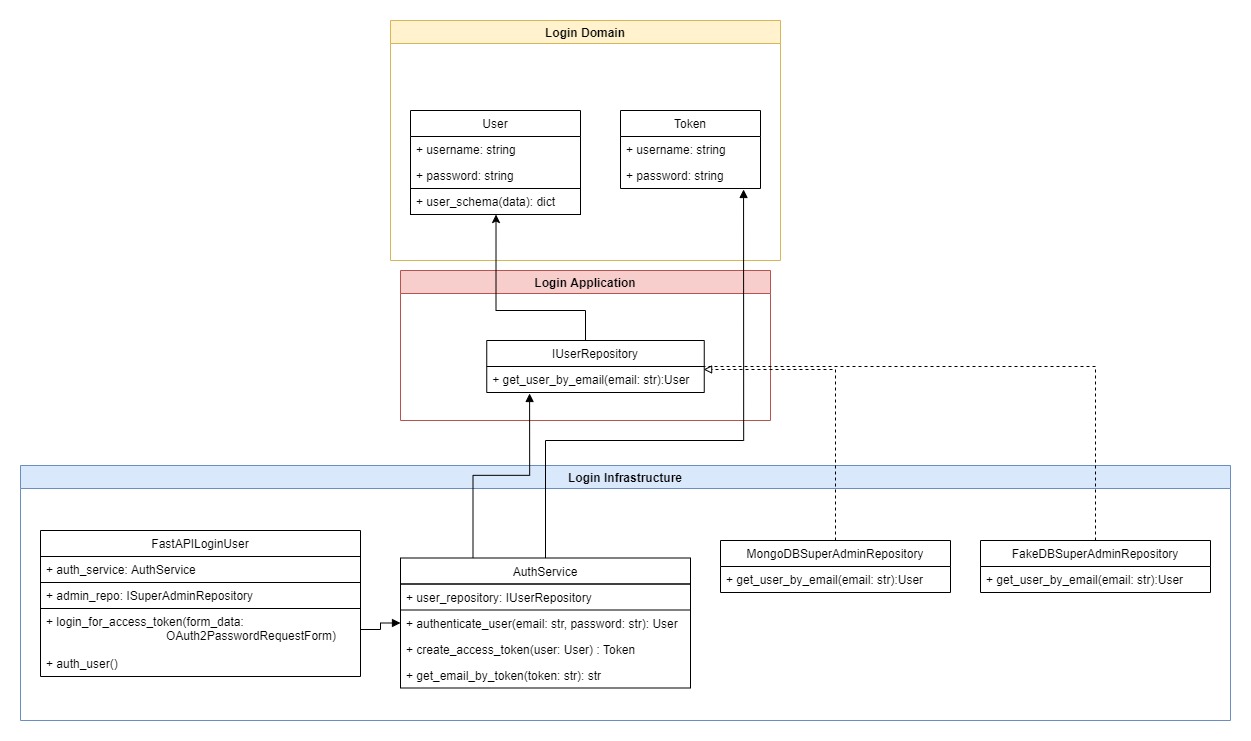 Login Domain
User
+ username: string
+ password: string
+ user_schema(data): dict
Token
+ username: string
+ password: string
Login Application
IUserRepository
+ get_user_by_email(email: str):User
Login Infrastructure
FastAPILoginUser
+ auth_service: AuthService
+ admin_repo: ISuperAdminRepository
+ login_for_access_token(form_data:
OAuth2PasswordRequestForm)
+ auth_user()
AuthService
+ user_repository: IUserRepository
+ authenticate_user(email: str, password: str): User
+ create_access_token(user: User) : Token
+ get_email_by_token(token: str): str
MongoDBSuperAdminRepository
+ get_user_by_email(email: str):User
FakeDBSuperAdminRepository
+ get_user_by_email(email: str):User